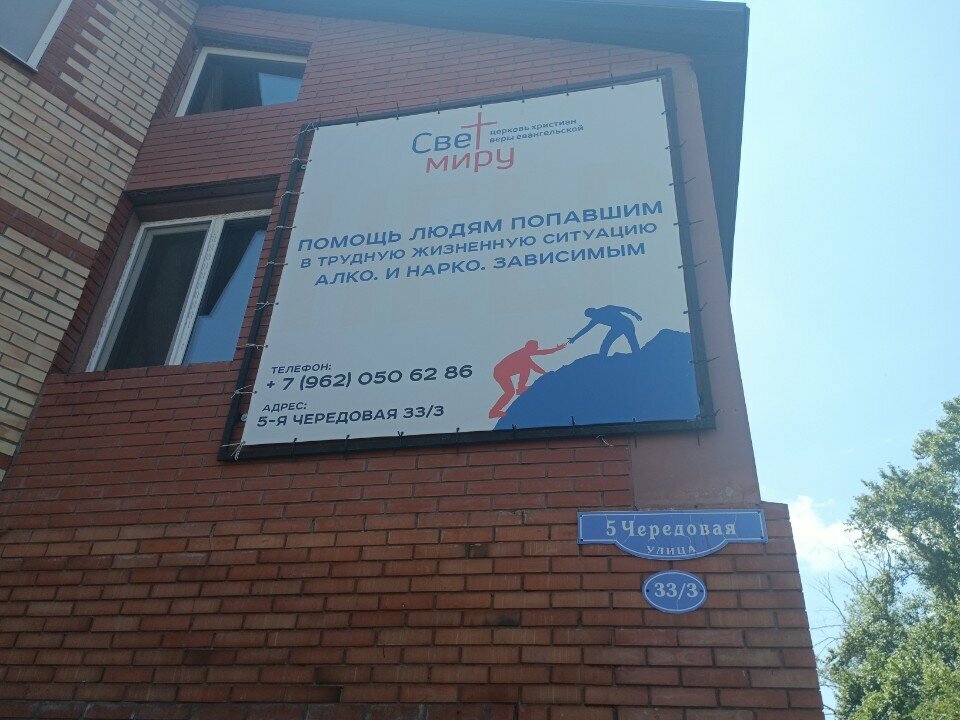 Свет церковь христиан
миру веры евангельской
ПОМОЩЬ ЛЮДЯМ ПОПАВШИМ
В ТРУДНУЮ ЖИЗНЕННУЮ СИТУАЦИЮ
АЛКО. И НАРКО. ЗАВИСИМЫМ
ТЕЛЕФОН:
+ 7 (962) 050 62 86
АДРЕС:
5-Я ЧЕРЕДОВАЯ 33/3
5 Чередовая
УЛИЦА
33/3